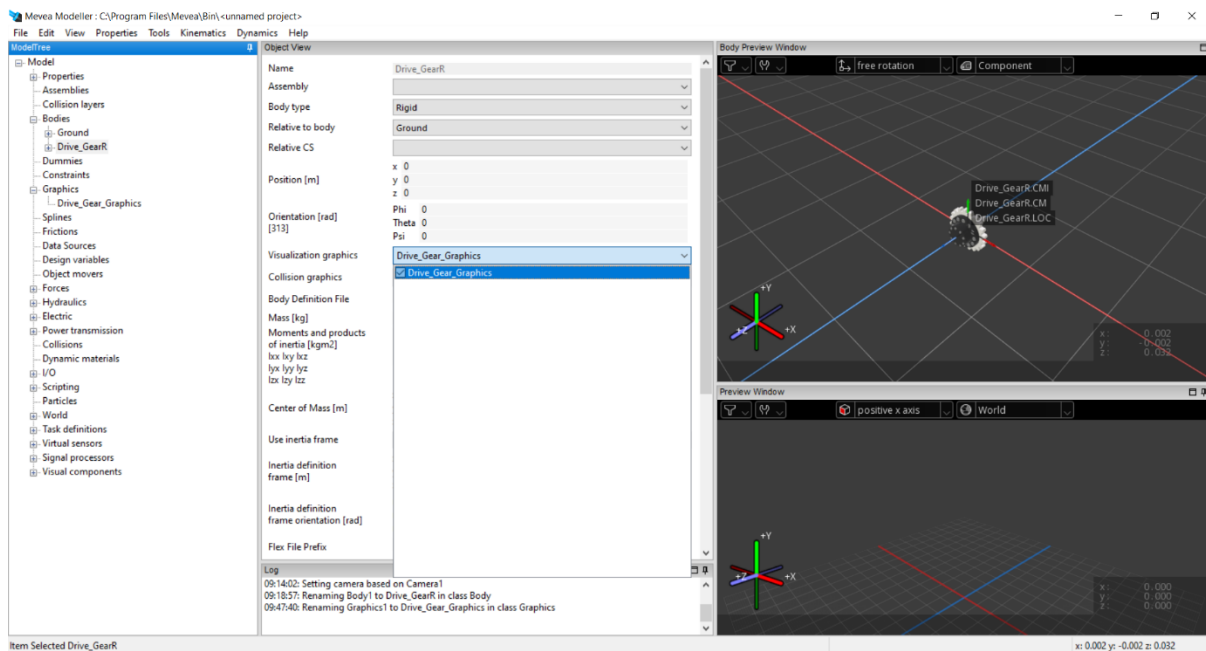 Mevea Modeller : C:\Program Files\Mevea\Bin\<unnamed project>
File Edit View Properties Tools Kinematics Dynamics Help
ModelTree
Model
Properties
Assemblies
Collision layers
Bodies
Ground
Drive_GearR
Dummies
Constraints
Graphics
Drive_Gear_Graphics
Splines
Frictions
Data Sources
Design variables
Object movers
Forces
Hydraulics
Electric
Power transmission
Collisions
Dynamic materials
I/O
Scripting
Particles
World
Task definitions
Virtual sensors
Signal processors
Visual components
Object View
Name Drive_GearR
Assembly
Body type Rigid
Relative to body Ground
Relative CS
Position [m]
x 0
y 0
z 0
Orientation [rad]
[313]
Phi 0
Theta 0
Psi 0
Visualization graphics Drive_Gear_Graphics
Drive_Gear_Graphics
Collision graphics
Body Definition File
Mass [kg]
Moments and products
of inertia [kgm2]
Ixx Ixy Ixz
Iyx Iyy Iyz
Izx Izy Izz
Center of Mass [m]
Use inertia frame
Inertia definition
frame [m]
Inertia definition
frame orientation [rad]
Flex File Prefix
Log
09:14:02: Setting camera based on Camera1
09:18:57: Renaming Body1 to Drive_GearR in class Body
09:47:40: Renaming Graphics1 to Drive_Gear_Graphics in class Graphics
Body Preview Window
free rotation Component
Drive_GearR.CMI
Drive_GearR.CM
Drive_GearR.LOC
+Y
+Z +X
x: 0.002
y: -0.002
z: 0.032
Preview Window
positive x axis World
+Y
+Z +X
x: 0.000
y: 0.000
z: 0.000
Item Selected Drive_GearR
x: 0.002 y: -0.002 z: 0.032